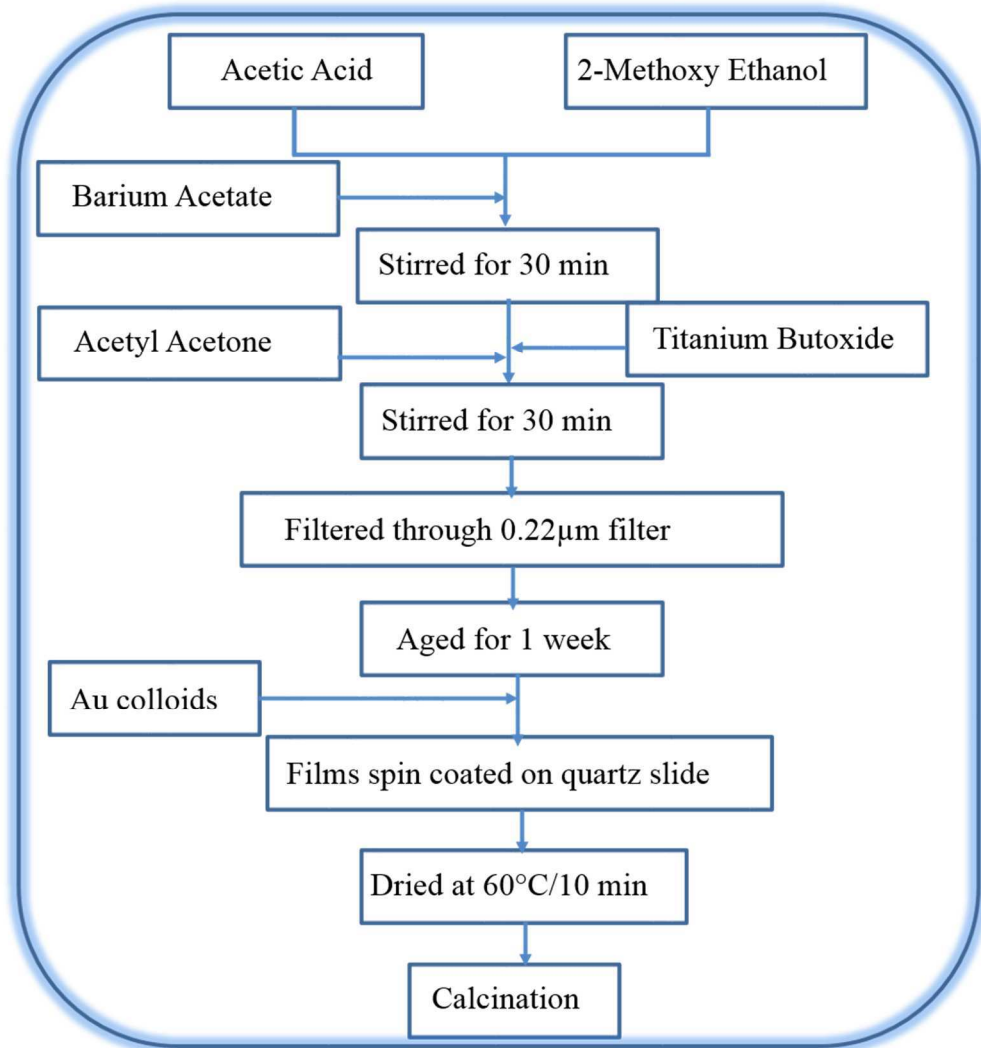 Acetic Acid
2-Methoxy Ethanol
Barium Acetate
Stirred for 30 min
Acetyl Acetone
Titanium Butoxide
Stirred for 30 min
Filtered through 0.22µm filter
Aged for 1 week
Au colloids
Films spin coated on quartz slide
Dried at 60°C/10 min
Calcination